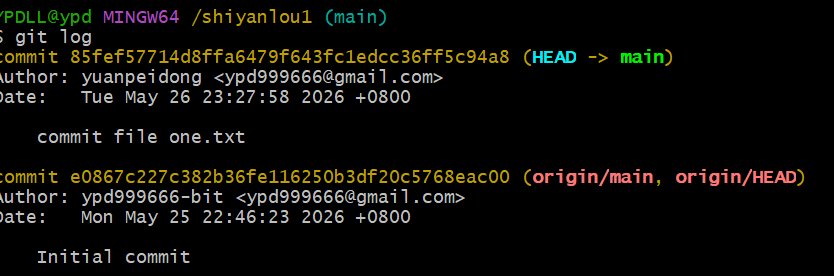 YPDLL@ypd MINGW64 /shiyanlou1 (main)
$ git log
commit 85fef57714d8ffa6479f643fc1edcc36ff5c94a8 (HEAD -> main)
Author: yuanpeidong <ypd999666@gmail.com>
Date:   Tue May 26 23:27:58 2026 +0800
commit file one.txt
commit e0867c227c382b36fe116250b3df20c5768eac00 (origin/main, origin/HEAD)
Author: ypd999666-bit <ypd999666@gmail.com>
Date:   Mon May 25 22:46:23 2026 +0800
Initial commit